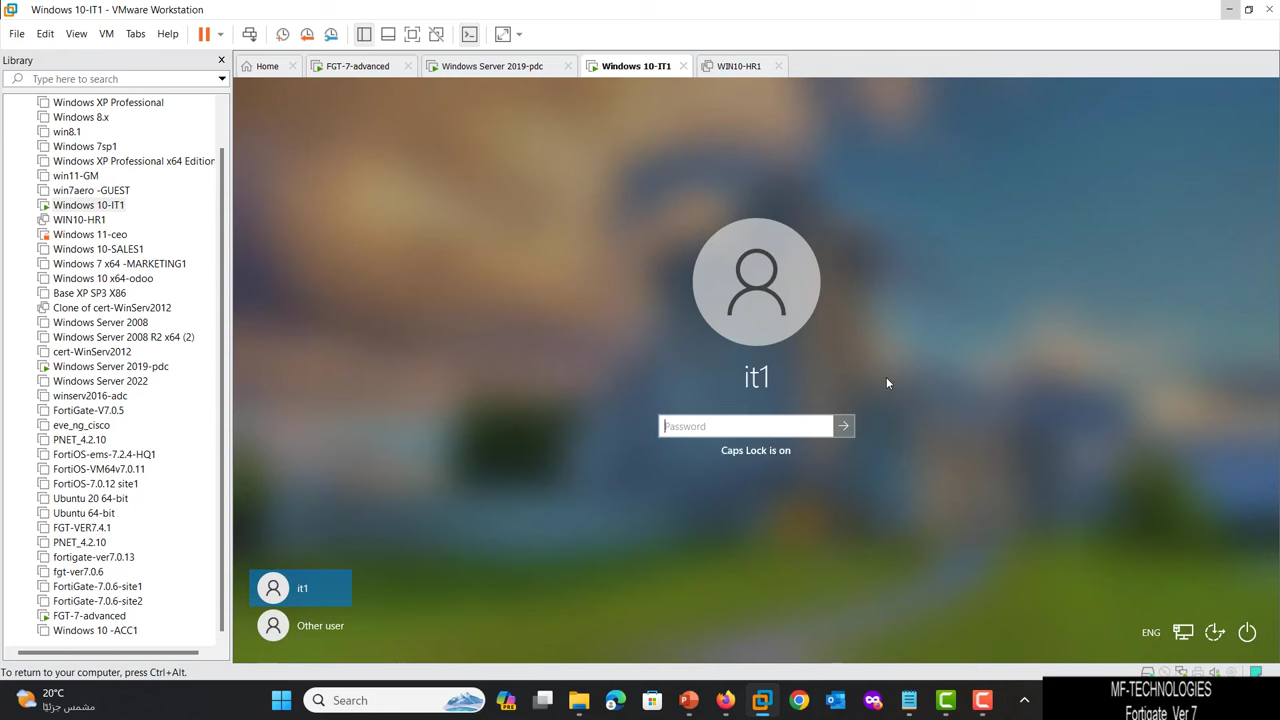 Windows 10-IT1 - VMware Workstation
File Edit View VM Tabs Help
Library
Type here to search
Home
FGT-7-advanced
Windows Server 2019-pdc
Windows 10-IT1
WIN10-HR1
Windows XP Professional
Windows 8.x
win8.1
Windows 7sp1
Windows XP Professional x64 Edition
win11-GM
win7aero -GUEST
Windows 10-IT1
WIN10-HR1
Windows 11-ceo
Windows 10-SALES1
Windows 7 x64 -MARKETING1
Windows 10 x64-odoo
Base XP SP3 X86
Clone of cert-WinServ2012
Windows Server 2008
Windows Server 2008 R2 x64 (2)
cert-WinServ2012
Windows Server 2019-pdc
Windows Server 2022
winserv2016-adc
FortiGate-V7.0.5
eve_ng_cisco
PNET_4.2.10
FortiOS-ems-7.2.4-HQ1
FortiOS-VM64v7.0.11
FortiOS-7.0.12 site1
Ubuntu 20 64-bit
Ubuntu 64-bit
FGT-VER7.4.1
PNET_4.2.10
fortigate-ver7.0.13
fgt-ver7.0.6
FortiGate-7.0.6-site1
FortiGate-7.0.6-site2
FGT-7-advanced
Windows 10 -ACC1
it1
Password
Caps Lock is on
it1
Other user
ENG
To return to your computer, press Ctrl+Alt.
20°C
مشمس جزئيًا
Search
MF-TECHNOLOGIES
Fortigate Ver 7